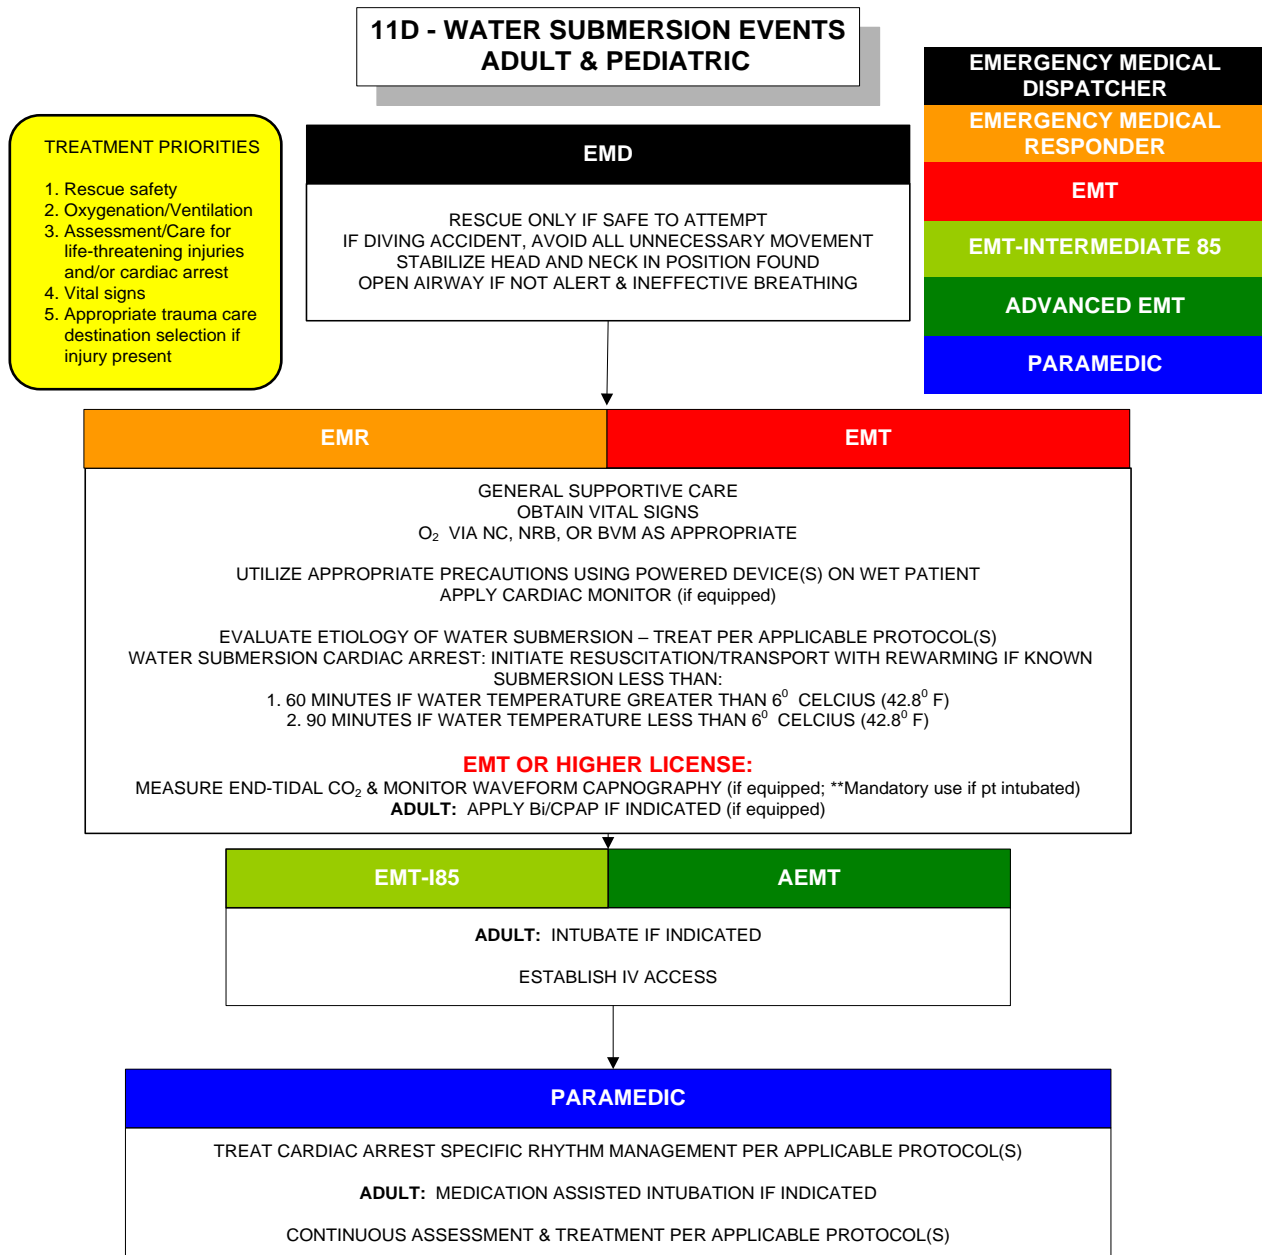 11D - WATER SUBMERSION EVENTS
ADULT & PEDIATRIC
EMERGENCY MEDICAL
DISPATCHER
EMERGENCY MEDICAL
RESPONDER
EMT
EMT-INTERMEDIATE 85
ADVANCED EMT
PARAMEDIC
TREATMENT PRIORITIES
1. Rescue safety
2. Oxygenation/Ventilation
3. Assessment/Care for
life-threatening injuries
and/or cardiac arrest
4. Vital signs
5. Appropriate trauma care
destination selection if
injury present
EMD
RESCUE ONLY IF SAFE TO ATTEMPT
IF DIVING ACCIDENT, AVOID ALL UNNECESSARY MOVEMENT
STABILIZE HEAD AND NECK IN POSITION FOUND
OPEN AIRWAY IF NOT ALERT & INEFFECTIVE BREATHING
EMR
EMT
GENERAL SUPPORTIVE CARE
OBTAIN VITAL SIGNS
O₂ VIA NC, NRB, OR BVM AS APPROPRIATE
UTILIZE APPROPRIATE PRECAUTIONS USING POWERED DEVICE(S) ON WET PATIENT
APPLY CARDIAC MONITOR (if equipped)
EVALUATE ETIOLOGY OF WATER SUBMERSION – TREAT PER APPLICABLE PROTOCOL(S)
WATER SUBMERSION CARDIAC ARREST: INITIATE RESUSCITATION/TRANSPORT WITH REWARMING IF KNOWN
SUBMERSION LESS THAN:
1. 60 MINUTES IF WATER TEMPERATURE GREATER THAN 6⁰ CELCIUS (42.8⁰ F)
2. 90 MINUTES IF WATER TEMPERATURE LESS THAN 6⁰ CELCIUS (42.8⁰ F)
EMT OR HIGHER LICENSE:
MEASURE END-TIDAL CO₂ & MONITOR WAVEFORM CAPNOGRAPHY (if equipped; **Mandatory use if pt intubated)
ADULT: APPLY Bi/CPAP IF INDICATED (if equipped)
EMT-I85
AEMT
ADULT: INTUBATE IF INDICATED
ESTABLISH IV ACCESS
PARAMEDIC
TREAT CARDIAC ARREST SPECIFIC RHYTHM MANAGEMENT PER APPLICABLE PROTOCOL(S)
ADULT: MEDICATION ASSISTED INTUBATION IF INDICATED
CONTINUOUS ASSESSMENT & TREATMENT PER APPLICABLE PROTOCOL(S)